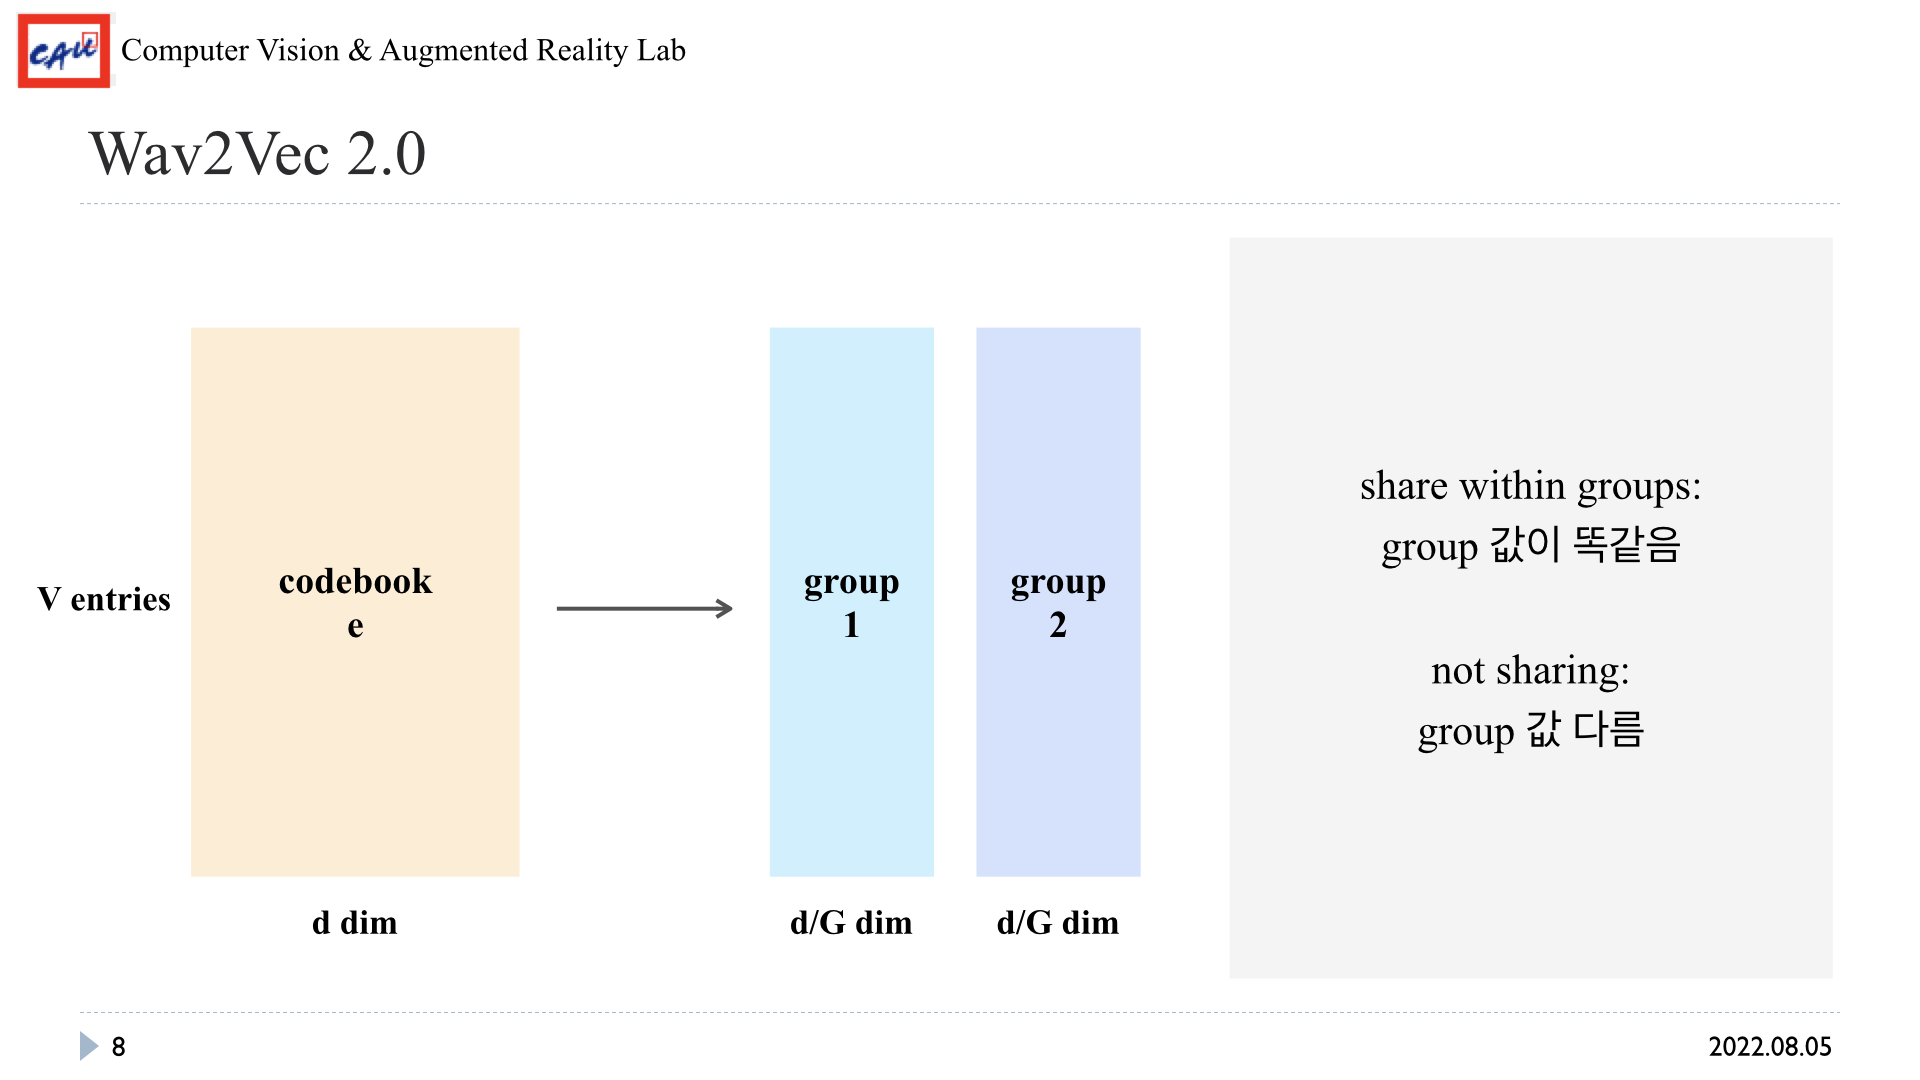 CAU
Computer Vision & Augmented Reality Lab
Wav2Vec 2.0
V entries
codebook
e
d dim
group
1
d/G dim
group
2
d/G dim
share within groups:
group 값이 똑같음
not sharing:
group 값 다름
8
2022.08.05